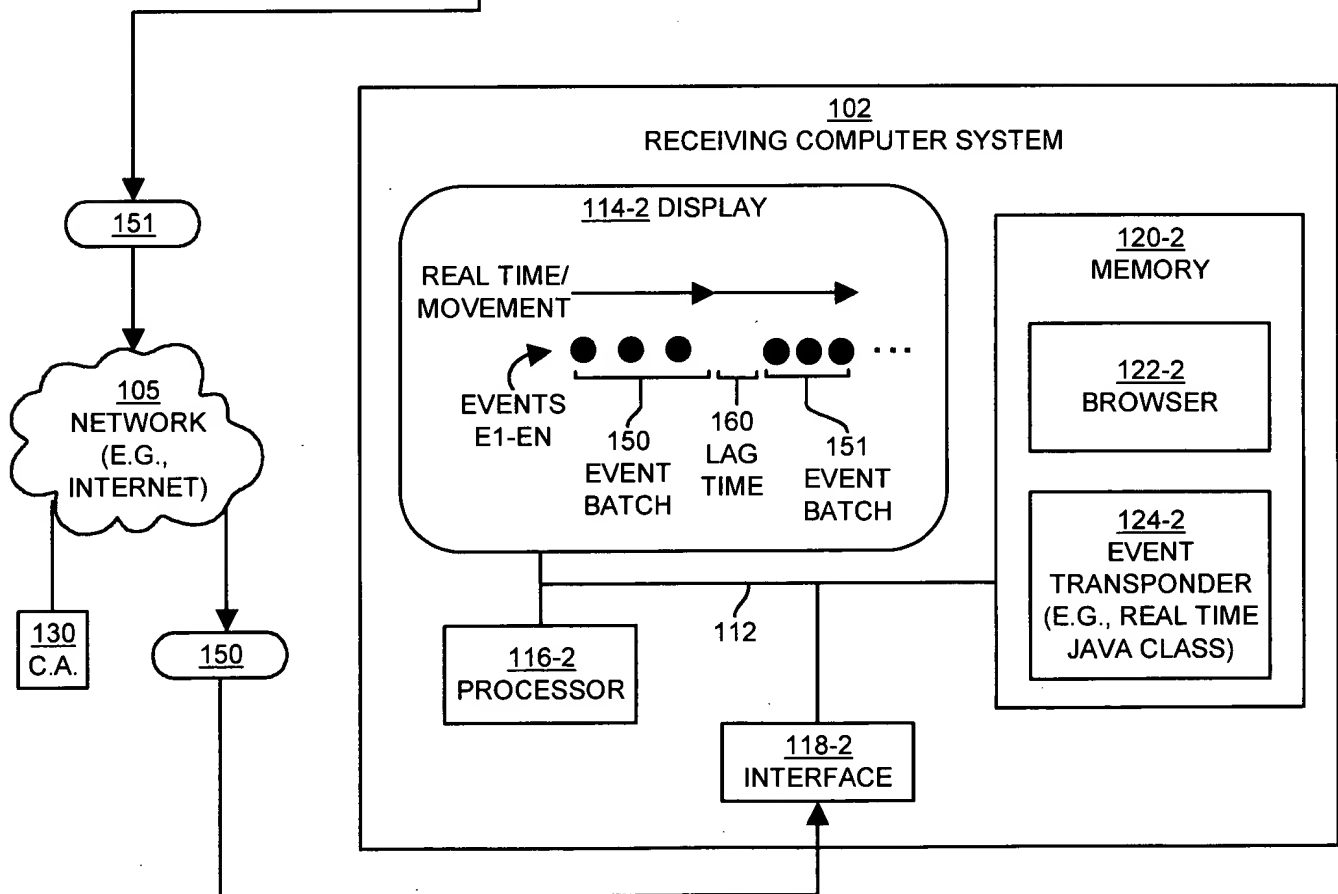 102
RECEIVING COMPUTER SYSTEM
114-2 DISPLAY
REAL TIME/
MOVEMENT
EVENTS
E1-EN
150
EVENT
BATCH
160
LAG
TIME
151
EVENT
BATCH
...
120-2
MEMORY
122-2
BROWSER
124-2
EVENT
TRANSPONDER
(E.G., REAL TIME
JAVA CLASS)
151
105
NETWORK
(E.G.,
INTERNET)
130
C.A.
150
116-2
PROCESSOR
112
118-2
INTERFACE